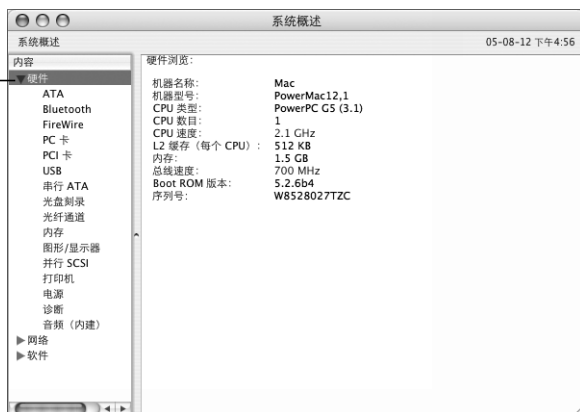 系统概述
系统概述 05-08-12 下午4:56
内容
硬件
ATA
Bluetooth
FireWire
PC 卡
PCI 卡
USB
串行 ATA
光盘刻录
光纤通道
内存
图形/显示器
并行 SCSI
打印机
电源
诊断
音频（内建）
网络
软件
硬件浏览：
机器名称： Mac
机器型号： PowerMac12,1
CPU 类型： PowerPC G5 (3.1)
CPU 数目： 1
CPU 速度： 2.1 GHz
L2 缓存（每个 CPU）： 512 KB
内存： 1.5 GB
总线速度： 700 MHz
Boot ROM 版本： 5.2.6b4
序列号： W8528027TZC